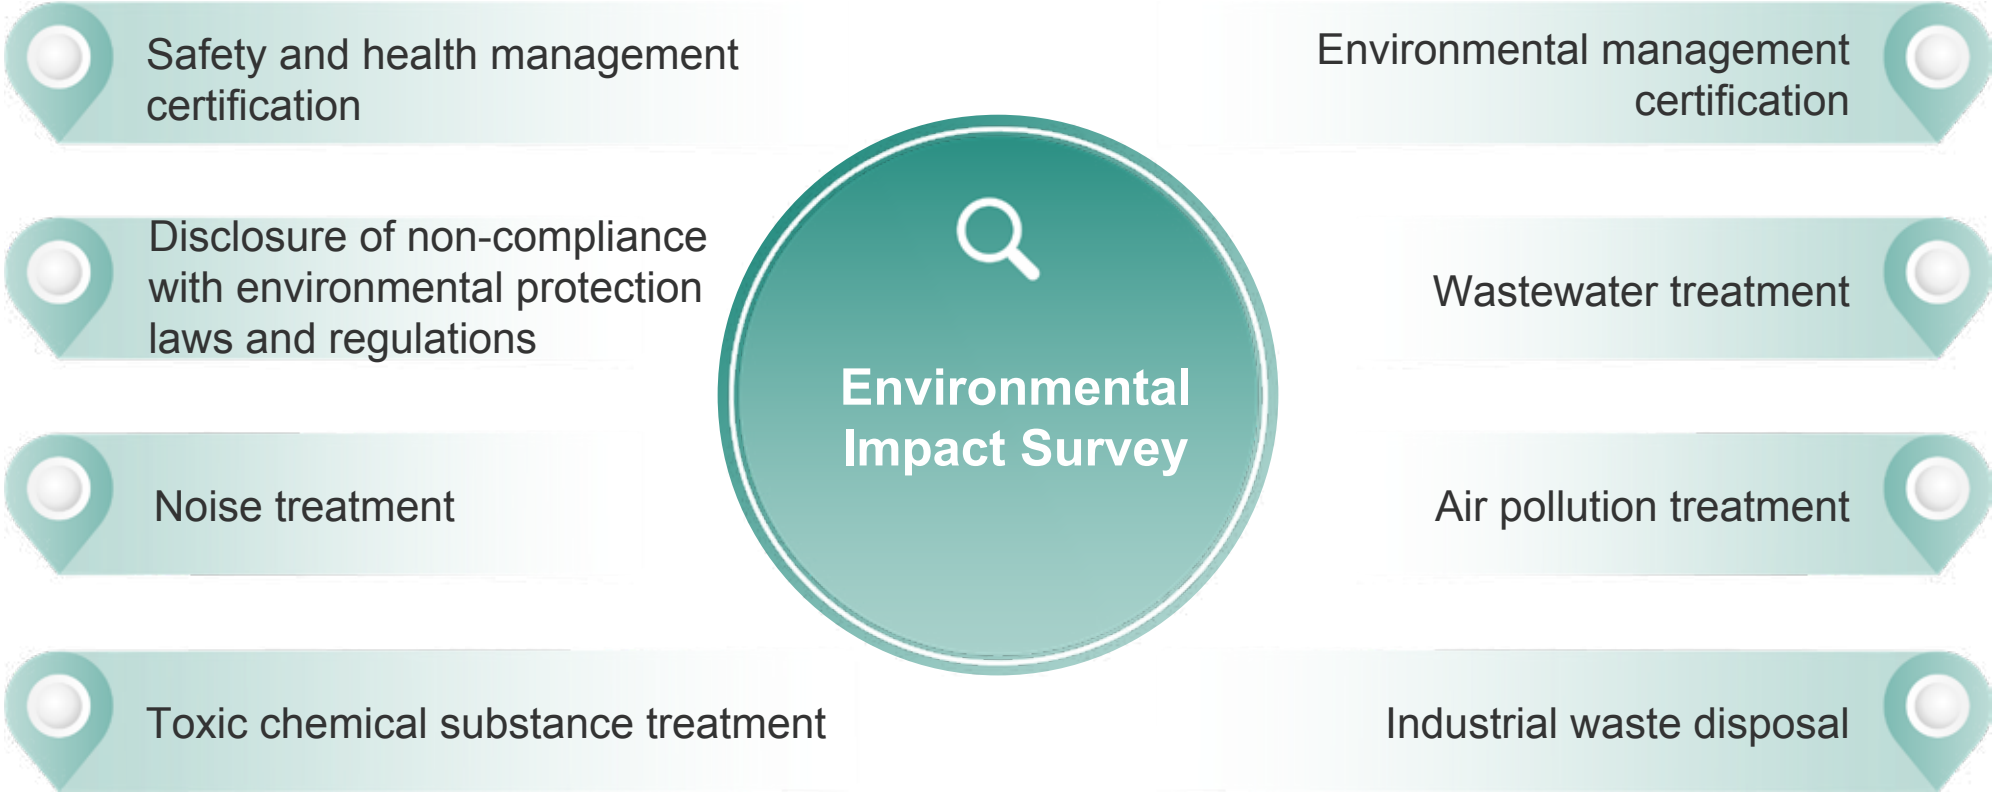 Safety and health management
certification
Disclosure of non-compliance
with environmental protection
laws and regulations
Noise treatment
Toxic chemical substance treatment
Environmental
Impact Survey
Environmental management
certification
Wastewater treatment
Air pollution treatment
Industrial waste disposal